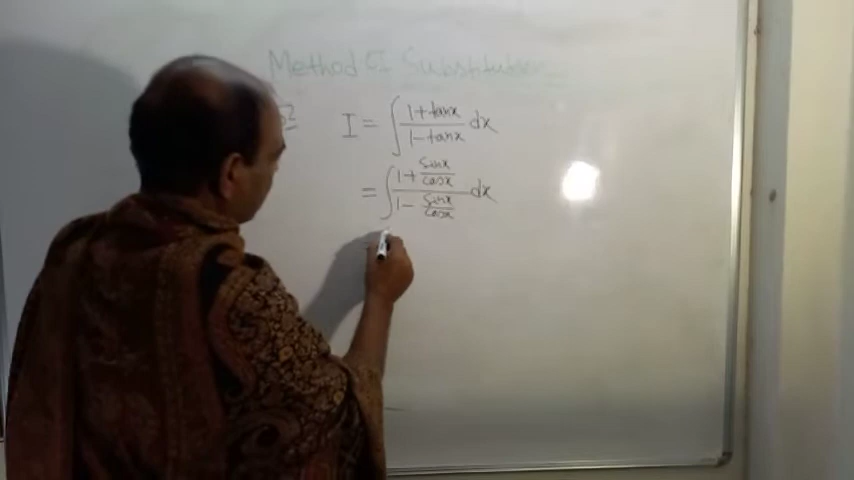 Method Of Substitution
I = ∫ (1+tanx)/(1-tanx) dx
= ∫ (1+ sinx/cosx)/(1- sinx/cosx) dx